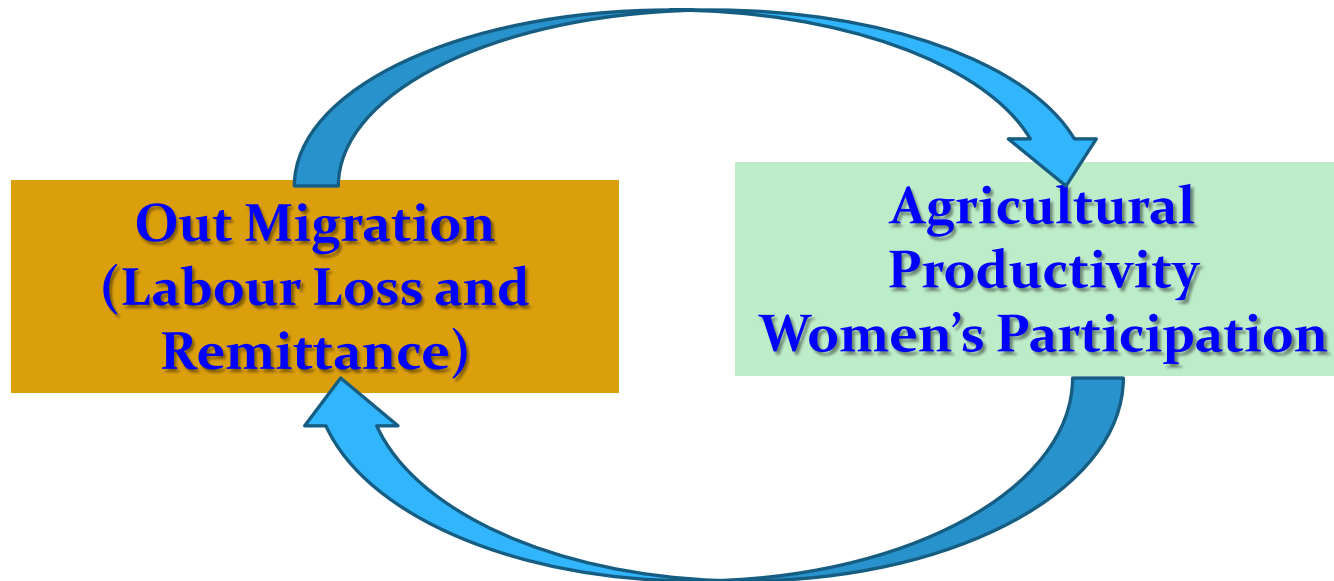 Out Migration
(Labour Loss and
Remittance)
Agricultural
Productivity
Women’s Participation